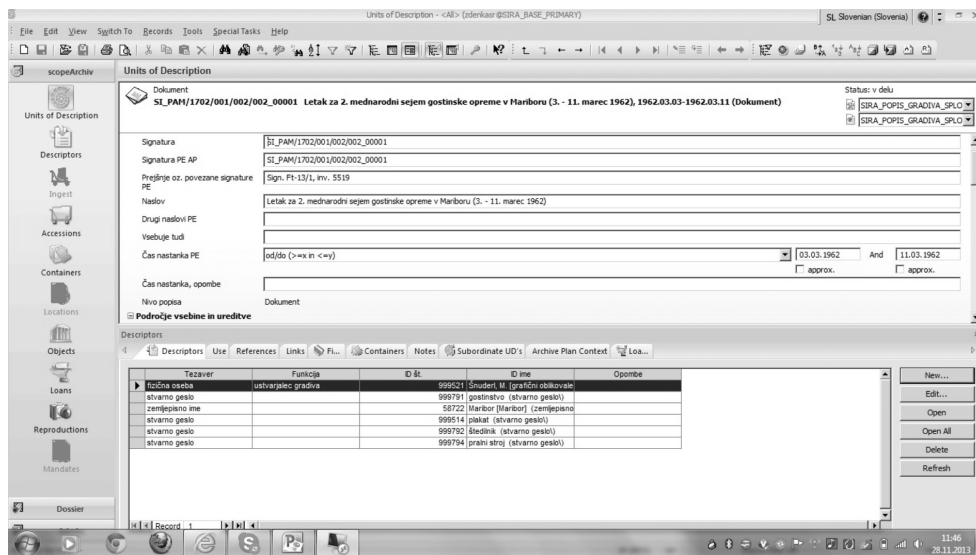 Units of Description - <All> (zdenkasr@SIRA_BASE_PRIMARY)
SL Slovenian (Slovenia)
File Edit View Switch To Records Tools Special Tasks Help
scopeArchiv
Units of Description
Units of Description
Descriptors
Ingest
Accessions
Containers
Locations
Objects
Loans
Reproductions
Mandates
Dossier
Dokument
SI_PAM/1702/001/002/002_00001 Letak za 2. mednarodni sejem gostinske opreme v Mariboru (3. - 11. marec 1962), 1962.03.03-1962.03.11 (Dokument)
Status: v delu
SIRA_POPIS_GRADIVA_SPLO
SIRA_POPIS_GRADIVA_SPLO
Signatura SI_PAM/1702/001/002/002_00001
Signatura PE AP SI_PAM/1702/001/002/002_00001
Prejšnje oz. povezane signature PE Sign. Ft-13/1, inv. 5519
Naslov Letak za 2. mednarodni sejem gostinske opreme v Mariboru (3. - 11. marec 1962)
Drugi naslovi PE
Vsebuje tudi
Čas nastanka PE od/do (>=x in <=y) 03.03.1962 And 11.03.1962
approx. approx.
Čas nastanka, opombe
Nivo popisa Dokument
Področje vsebine in ureditve
Descriptors
Descriptors Use References Links Fi... Containers Notes Subordinate UD's Archive Plan Context Loa...
Tezaver Funkcija ID št. ID ime Opombe
fizična oseba ustvarjalec gradiva 999521 Šnuderl, M. [grafični oblikovale
stvarno geslo 999791 gostinstvo (stvarno geslo\)
zemljepisno ime 58722 Maribor [Maribor] (zemljepisno
stvarno geslo 999514 plakat (stvarno geslo\)
stvarno geslo 999792 štedilnik (stvarno geslo\)
stvarno geslo 999794 pralni stroj (stvarno geslo\)
New...
Edit...
Open
Open All
Delete
Refresh
Record 1
11:46
28.11.2013